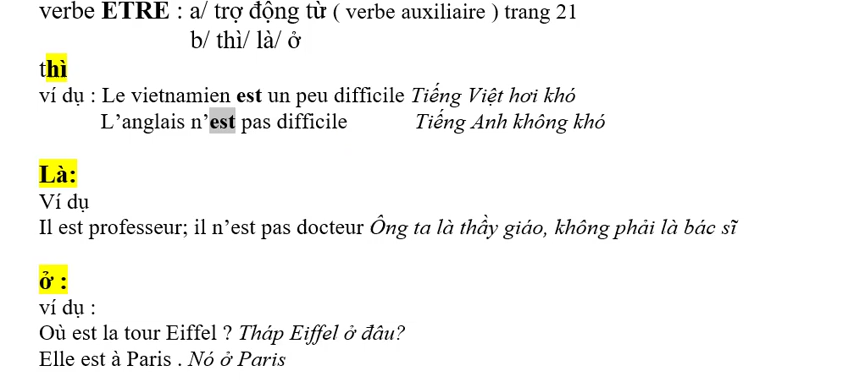 verbe ETRE : a/ trợ động từ ( verbe auxiliaire ) trang 21
b/ thì/ là/ ở
thì
ví dụ : Le vietnamien est un peu difficile Tiếng Việt hơi khó
L’anglais n’est pas difficile Tiếng Anh không khó
Là:
Ví dụ
Il est professeur; il n’est pas docteur Ông ta là thầy giáo, không phải là bác sĩ
ở :
ví dụ :
Où est la tour Eiffel ? Tháp Eiffel ở đâu?
Elle est à Paris . Nó ở Paris